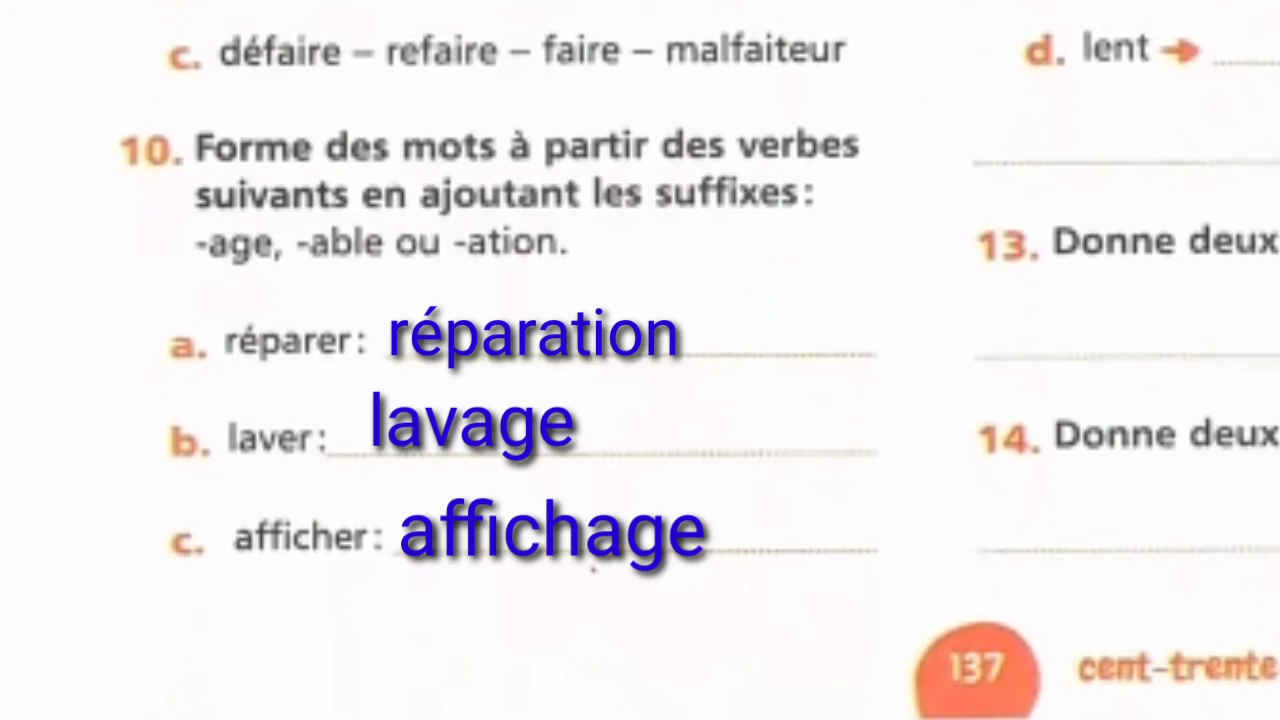 c. défaire – refaire – faire – malfaiteur
10. Forme des mots à partir des verbes
suivants en ajoutant les suffixes :
-age, -able ou -ation.
a. réparer : réparation
b. laver : lavage
c. afficher : affichage
d. lent →
13. Donne deux
14. Donne deux
137 cent-trente